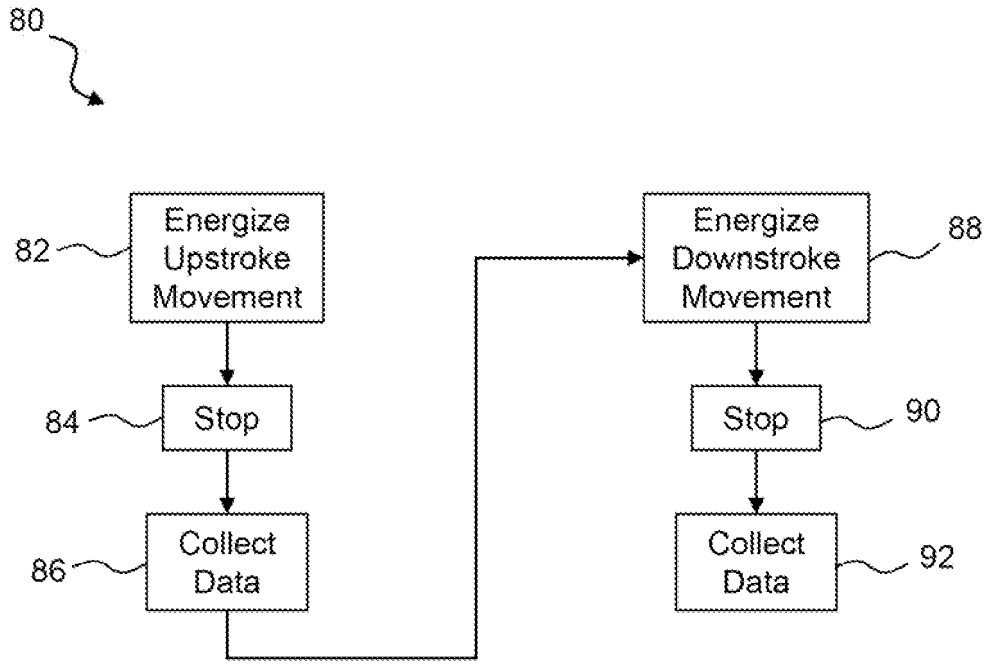 80
82
Energize
Upstroke
Movement
84
Stop
86
Collect
Data
Energize
Downstroke
Movement
88
Stop
90
Collect
Data
92